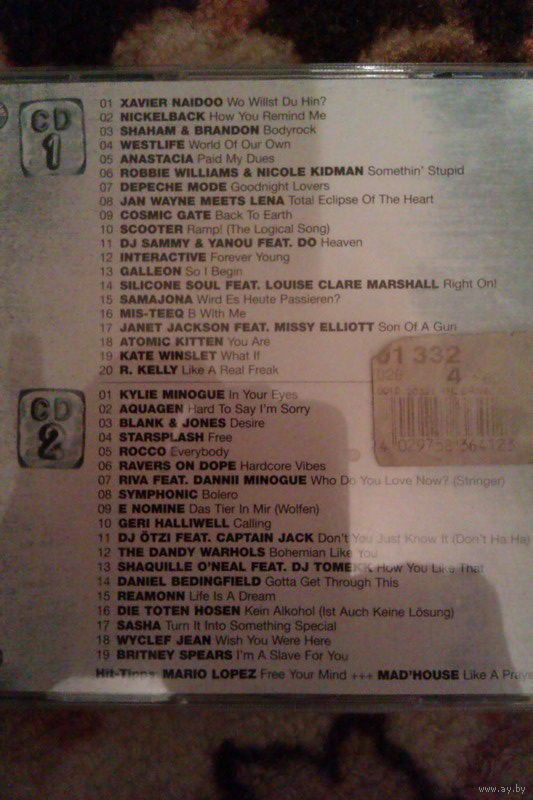 CD 1
01 XAVIER NAIDOO Wo Willst Du Hin?
02 NICKELBACK How You Remind Me
03 SHAHAM & BRANDON Bodyrock
04 WESTLIFE World Of Our Own
05 ANASTACIA Paid My Dues
06 ROBBIE WILLIAMS & NICOLE KIDMAN Somethin' Stupid
07 DEPECHE MODE Goodnight Lovers
08 JAN WAYNE MEETS LENA Total Eclipse Of The Heart
09 COSMIC GATE Back To Earth
10 SCOOTER Ramp! (The Logical Song)
11 DJ SAMMY & YANOU FEAT. DO Heaven
12 INTERACTIVE Forever Young
13 GALLEON So I Begin
14 SILICONE SOUL FEAT. LOUISE CLARE MARSHALL Right On!
15 SAMAJONA Wird Es Heute Passieren?
16 MIS-TEEQ B With Me
17 JANET JACKSON FEAT. MISSY ELLIOTT Son Of A Gun
18 ATOMIC KITTEN You Are
19 KATE WINSLET What If
20 R. KELLY Like A Real Freak
01 332
020 4
4 029758 364123
CD 2
01 KYLIE MINOGUE In Your Eyes
02 AQUAGEN Hard To Say I'm Sorry
03 BLANK & JONES Desire
04 STARSPLASH Free
05 ROCCO Everybody
06 RAVERS ON DOPE Hardcore Vibes
07 RIVA FEAT. DANNII MINOGUE Who Do You Love Now? (Stringer)
08 SYMPHONIC Bolero
09 E NOMINE Das Tier In Mir (Wolfen)
10 GERI HALLIWELL Calling
11 DJ ÖTZI FEAT. CAPTAIN JACK Don't You Just Know It (Don't Ha Ha)
12 THE DANDY WARHOLS Bohemian Like You
13 SHAQUILLE O'NEAL FEAT. DJ TOMEKK How You Like That
14 DANIEL BEDINGFIELD Gotta Get Through This
15 REAMONN Life Is A Dream
16 DIE TOTEN HOSEN Kein Alkohol (Ist Auch Keine Lösung)
17 SASHA Turn It Into Something Special
18 WYCLEF JEAN Wish You Were Here
19 BRITNEY SPEARS I'm A Slave For You
Hit-Tipps: MARIO LOPEZ Free Your Mind +++ MAD'HOUSE Like A Praye
www.ay.by